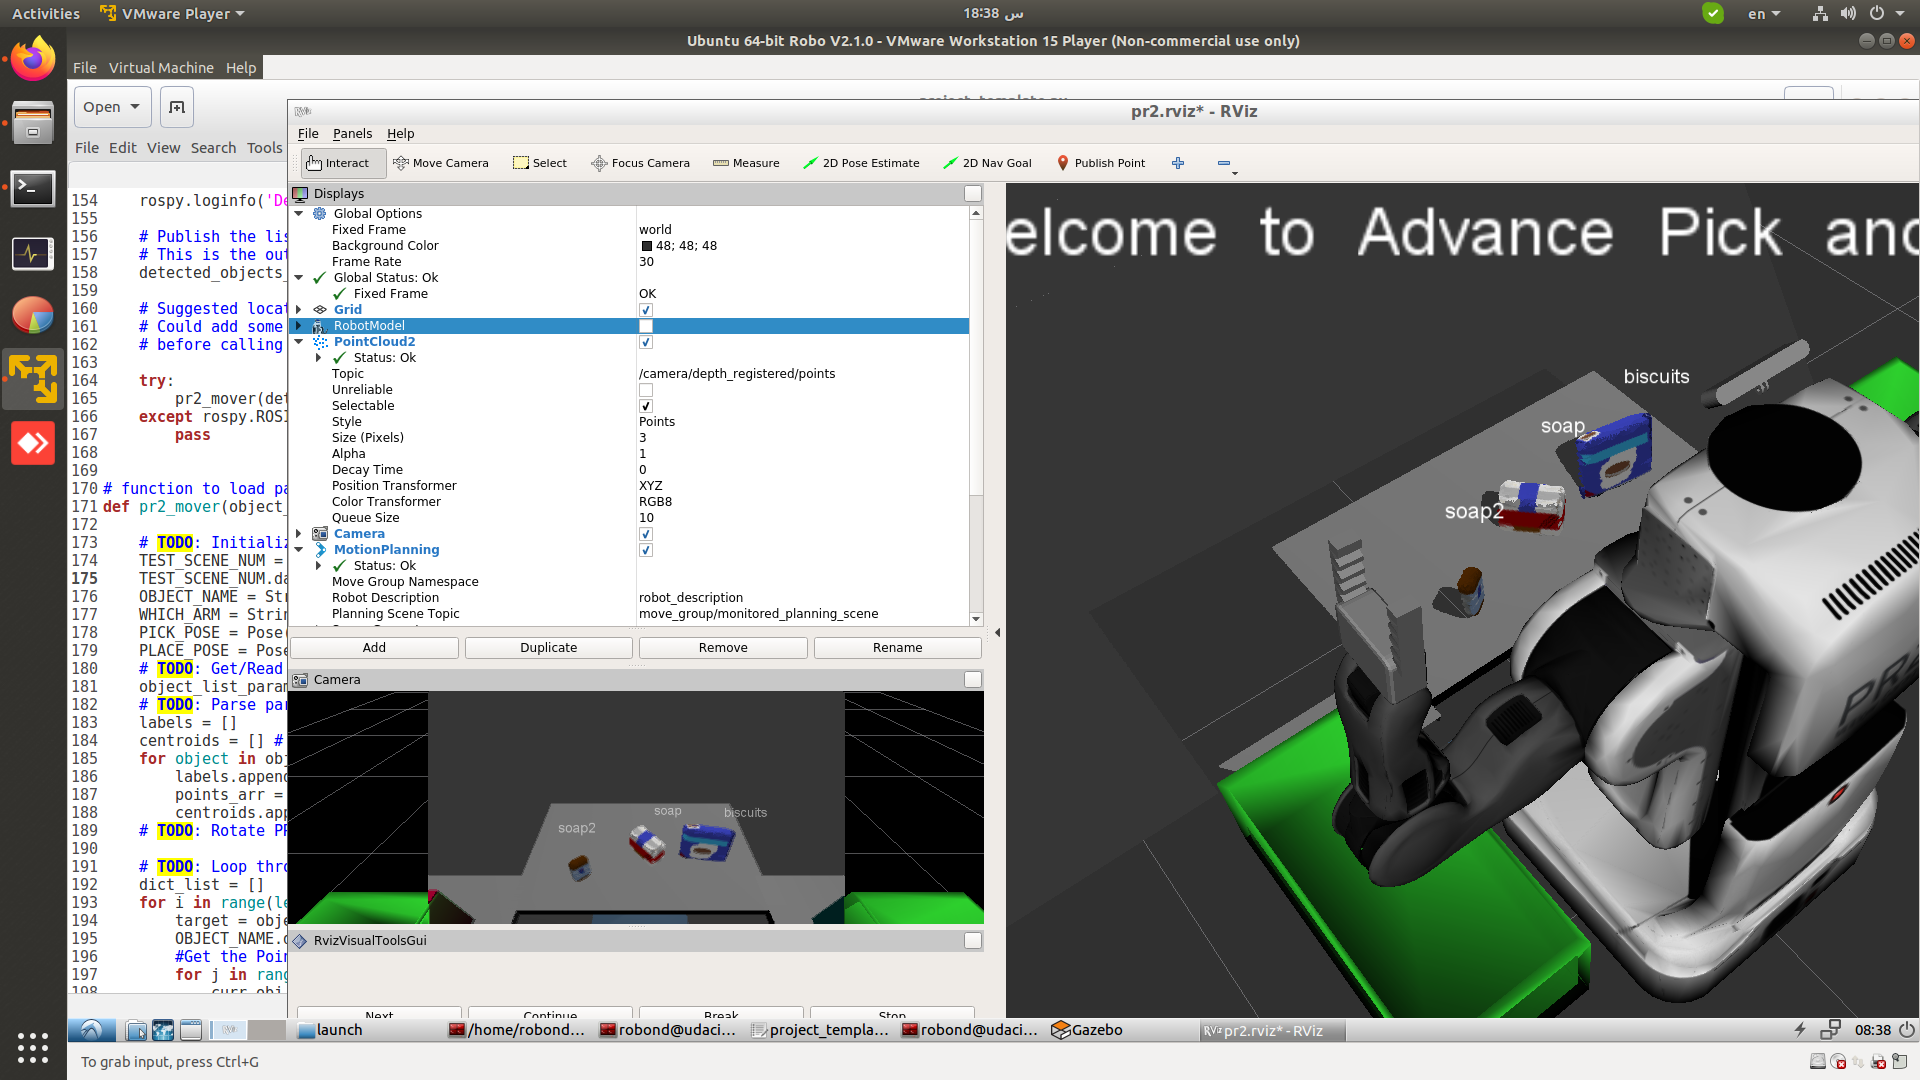 Activities
VMware Player
18:38 س
en
Ubuntu 64-bit Robo V2.1.0 - VMware Workstation 15 Player (Non-commercial use only)
File Virtual Machine Help
Open
File Edit View Search Tools
154 rospy.loginfo('De
155
156 # Publish the lis
157 # This is the out
158 detected_objects_
159
160 # Suggested locat
161 # Could add some
162 # before calling
163
164 try:
165 pr2_mover(det
166 except rospy.ROSI
167 pass
168
169
170 # function to load pa
171 def pr2_mover(object_
172
173 # TODO: Initializ
174 TEST_SCENE_NUM =
175 TEST_SCENE_NUM.da
176 OBJECT_NAME = Str
177 WHICH_ARM = Strin
178 PICK_POSE = Pose(
179 PLACE_POSE = Pose
180 # TODO: Get/Read
181 object_list_param
182 # TODO: Parse par
183 labels = []
184 centroids = [] #
185 for object in obj
186 labels.append
187 points_arr =
188 centroids.app
189 # TODO: Rotate PR
190
191 # TODO: Loop thro
192 dict_list = []
193 for i in range(le
194 target = obje
195 OBJECT_NAME.d
196 #Get the Poin
197 for j in rang
198 curr_obj
pr2.rviz* - RViz
File Panels Help
Interact Move Camera Select Focus Camera Measure 2D Pose Estimate 2D Nav Goal Publish Point
Displays
Global Options
Fixed Frame world
Background Color 48; 48; 48
Frame Rate 30
Global Status: Ok
Fixed Frame OK
Grid
RobotModel
PointCloud2
Status: Ok
Topic /camera/depth_registered/points
Unreliable
Selectable
Style Points
Size (Pixels) 3
Alpha 1
Decay Time 0
Position Transformer XYZ
Color Transformer RGB8
Queue Size 10
Camera
MotionPlanning
Status: Ok
Move Group Namespace
Robot Description robot_description
Planning Scene Topic move_group/monitored_planning_scene
Add Duplicate Remove Rename
Camera
soap2 soap biscuits
RvizVisualToolsGui
Next Continue Break Stop
elcome to Advance Pick and
biscuits
soap
soap2
launch /home/robond... robond@udaci... project_templa... robond@udaci... Gazebo pr2.rviz* - RViz 08:38
To grab input, press Ctrl+G